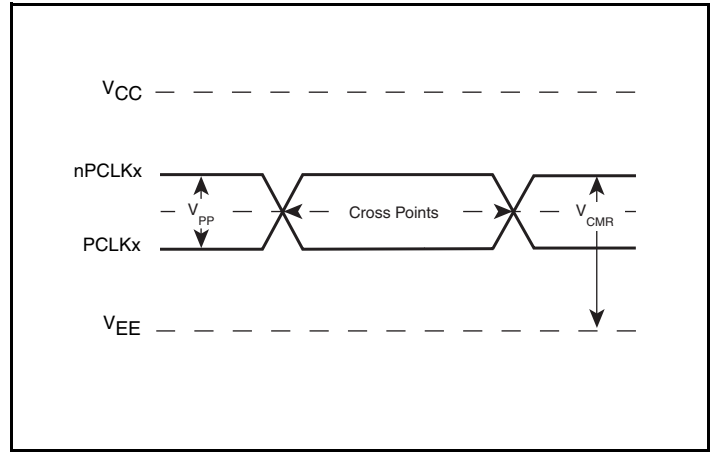 VCC
nPCLKx
VPP
Cross Points
VCMR
PCLKx
VEE